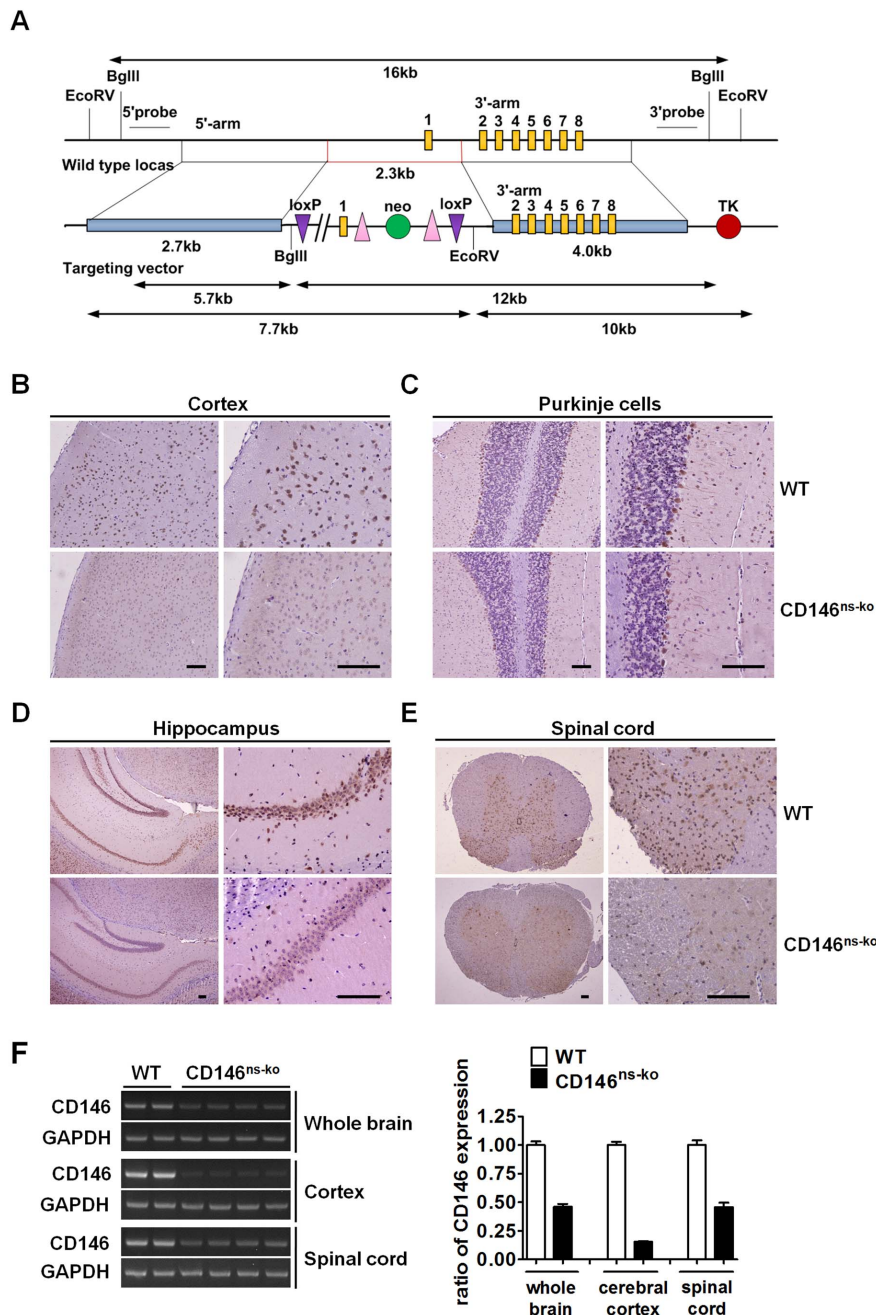 A
16kb
BglII BglII
EcoRV EcoRV
5'probe 5'-arm 1 3'-arm 3'probe
2 3 4 5 6 7 8
Wild type locas
2.3kb
loxP 1 neo loxP 3'-arm TK
2 3 4 5 6 7 8
2.7kb BglII EcoRV 4.0kb
Targeting vector
5.7kb 12kb
7.7kb 10kb
B
Cortex
C
Purkinje cells
WT
CD146ns-ko
D
Hippocampus
E
Spinal cord
WT
CD146ns-ko
F
WT CD146ns-ko
CD146
GAPDH
Whole brain
CD146
GAPDH
Cortex
CD146
GAPDH
Spinal cord
WT
CD146ns-ko
ratio of CD146 expression
1.25
1.00
0.75
0.50
0.25
0.00
whole brain
cerebral cortex
spinal cord